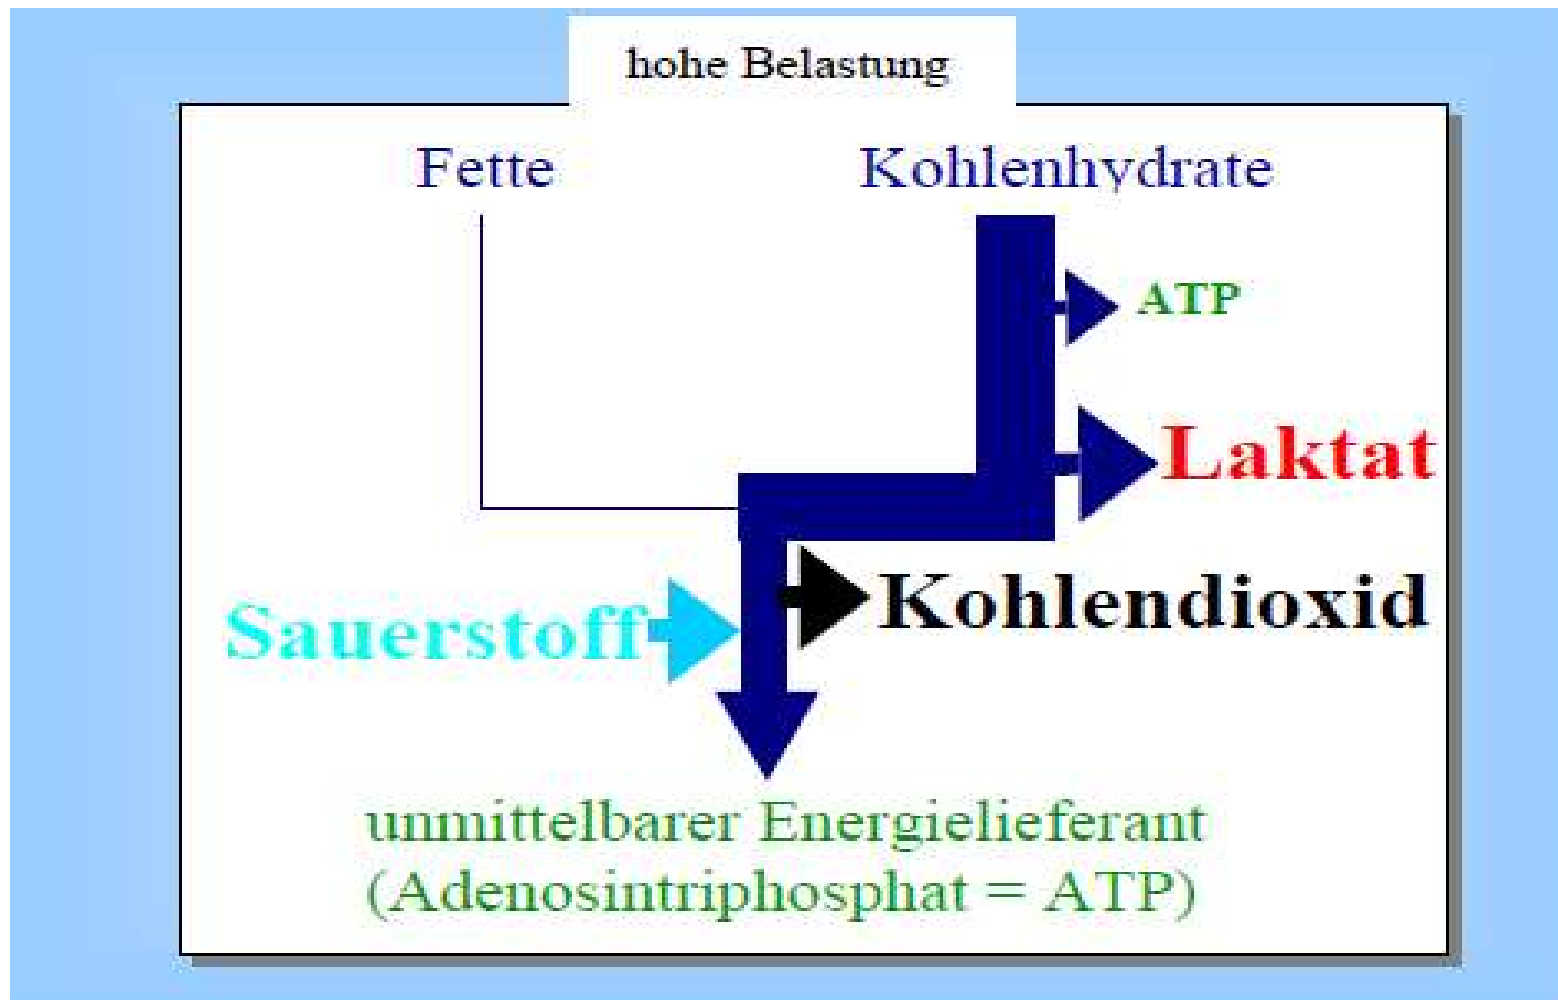 hohe Belastung
Fette
Kohlenhydrate
ATP
Laktat
Kohlendioxid
Sauerstoff
unmittelbarer Energielieferant
(Adenosintriphosphat = ATP)